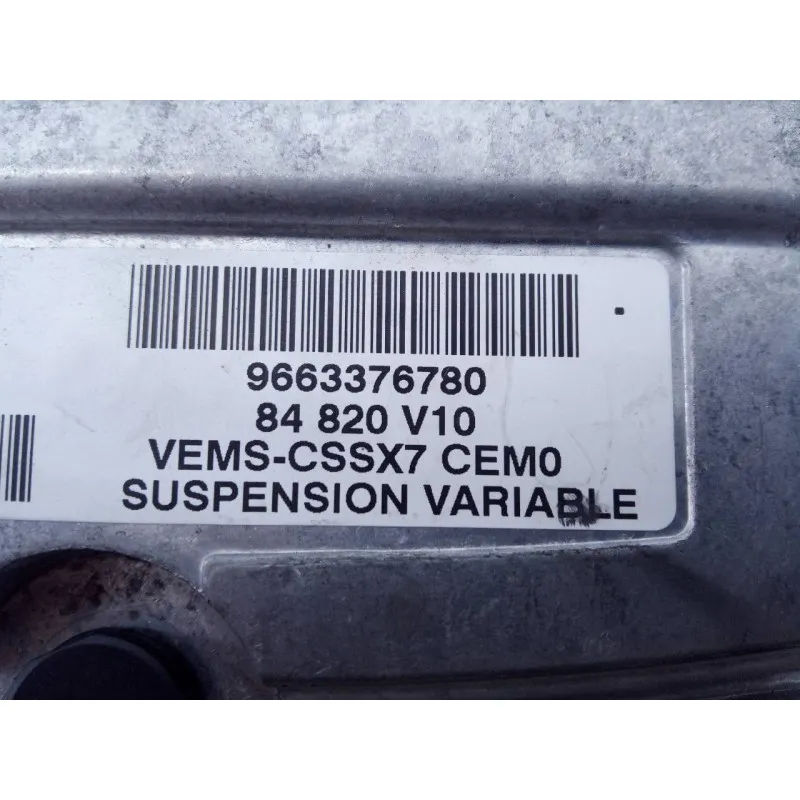 9663376780
84 820 V10
VEMS-CSSX7 CEM0
SUSPENSION VARIABLE